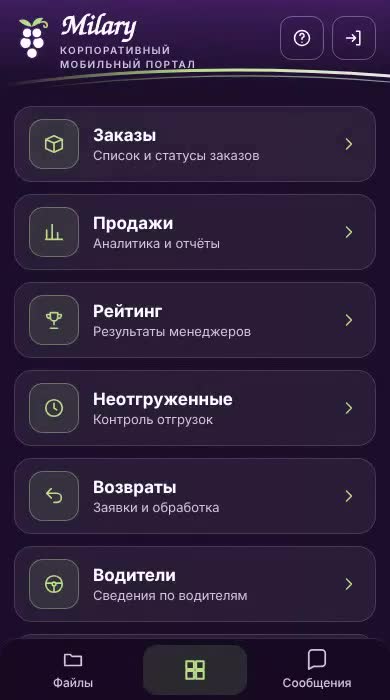 Milary
КОРПОРАТИВНЫЙ
МОБИЛЬНЫЙ ПОРТАЛ
Заказы
Список и статусы заказов
Продажи
Аналитика и отчёты
Рейтинг
Результаты менеджеров
Неотгруженные
Контроль отгрузок
Возвраты
Заявки и обработка
Водители
Сведения по водителям
Файлы
Сообщения